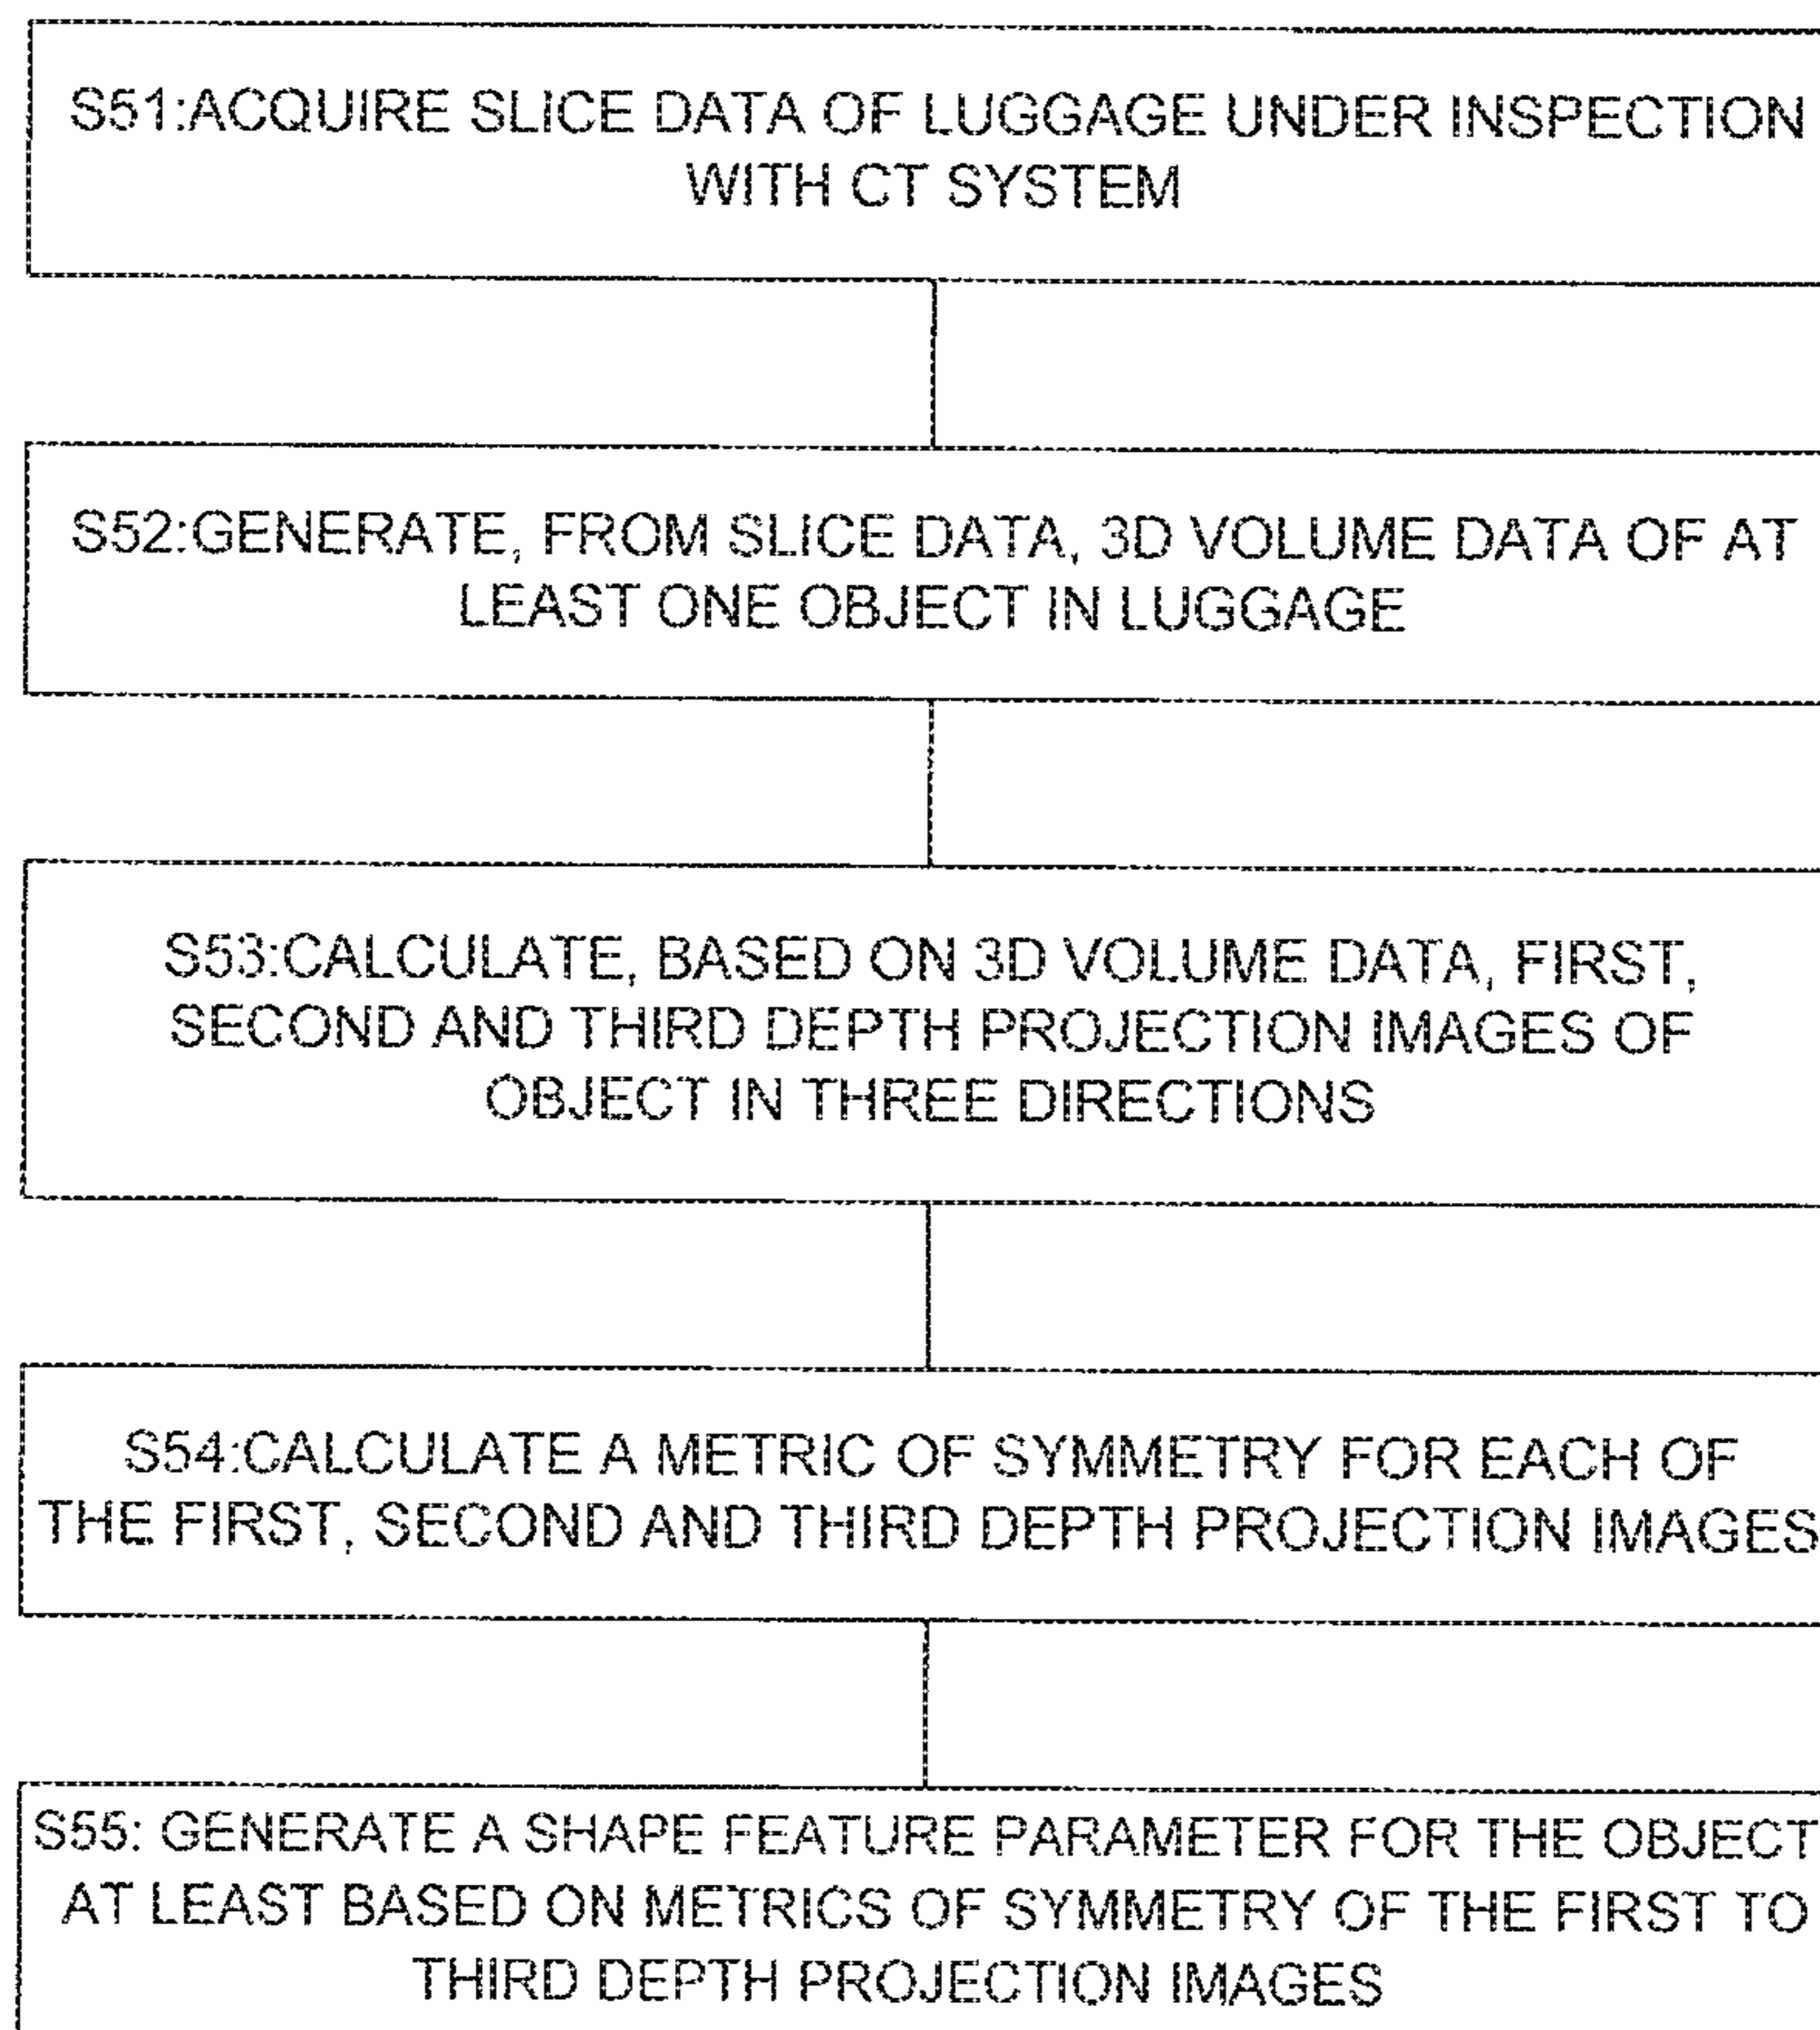 S51:ACQUIRE SLICE DATA OF LUGGAGE UNDER INSPECTION
WITH CT SYSTEM
S52:GENERATE, FROM SLICE DATA, 3D VOLUME DATA OF AT
LEAST ONE OBJECT IN LUGGAGE
S53:CALCULATE, BASED ON 3D VOLUME DATA, FIRST,
SECOND AND THIRD DEPTH PROJECTION IMAGES OF
OBJECT IN THREE DIRECTIONS
S54:CALCULATE A METRIC OF SYMMETRY FOR EACH OF
THE FIRST, SECOND AND THIRD DEPTH PROJECTION IMAGES
S55: GENERATE A SHAPE FEATURE PARAMETER FOR THE OBJECT
AT LEAST BASED ON METRICS OF SYMMETRY OF THE FIRST TO
THIRD DEPTH PROJECTION IMAGES